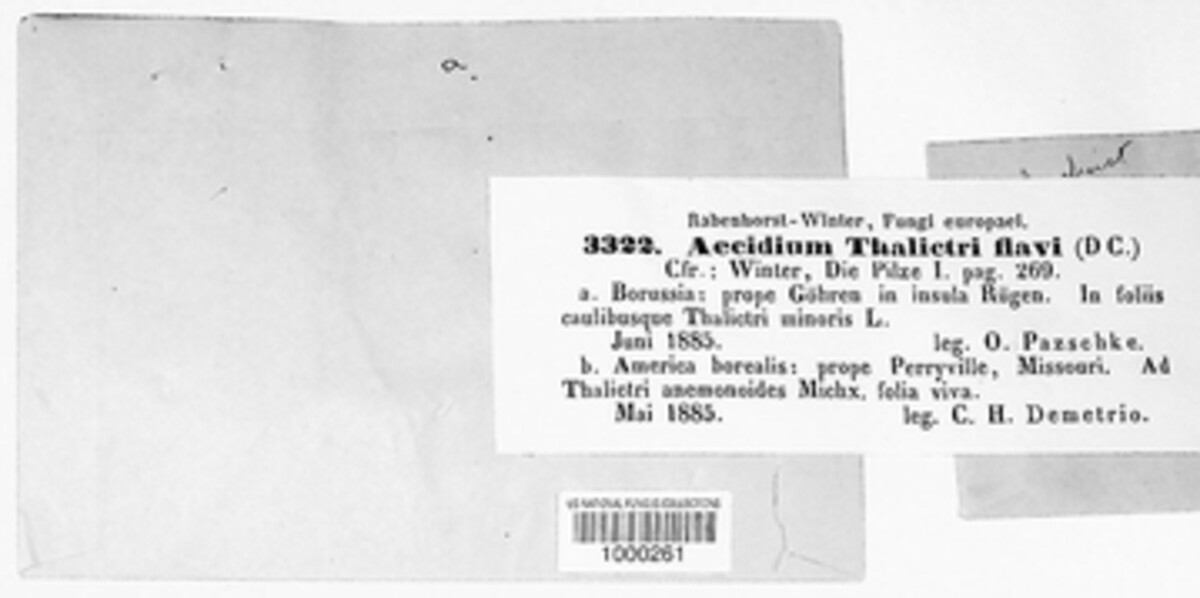 a.
Rabenhorst-Winter, Fungi europaei.
3322. Aecidium Thalictri flavi (D C.)
Cfr.: Winter, Die Pilze I. pag. 269.
a. Borussia: prope Göhren in insula Rügen. In foliis
caulibusque Thalictri minoris L.
Juni 1885. leg. O. Pazschke.
b. America borealis: prope Perryville, Missouri. Ad
Thalictri anemonoides Michx. folia viva.
Mai 1885. leg. C. H. Demetrio.
US NATIONAL FUNGUS COLLECTIONS
1000261